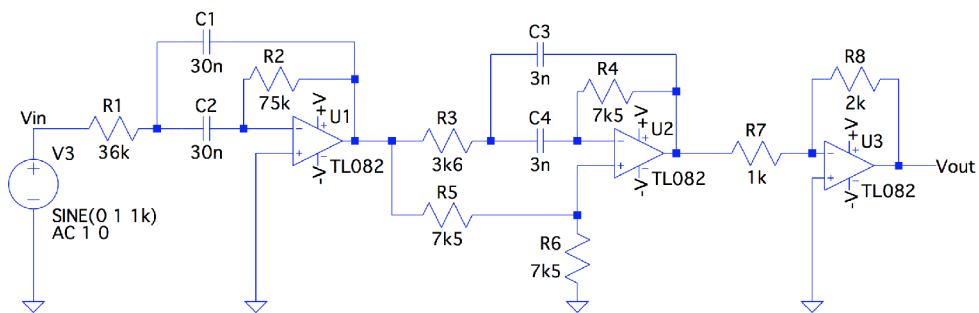 C1
30n
R2
75k
C2
30n
R1
36k
Vin
V3
SINE(0 1 1k)
AC 1 0
+V
U1
-V
TL082
C3
3n
R4
7k5
C4
3n
R3
3k6
R5
7k5
R6
7k5
+V
U2
-V
TL082
R7
1k
R8
2k
+V
U3
-V
TL082
Vout